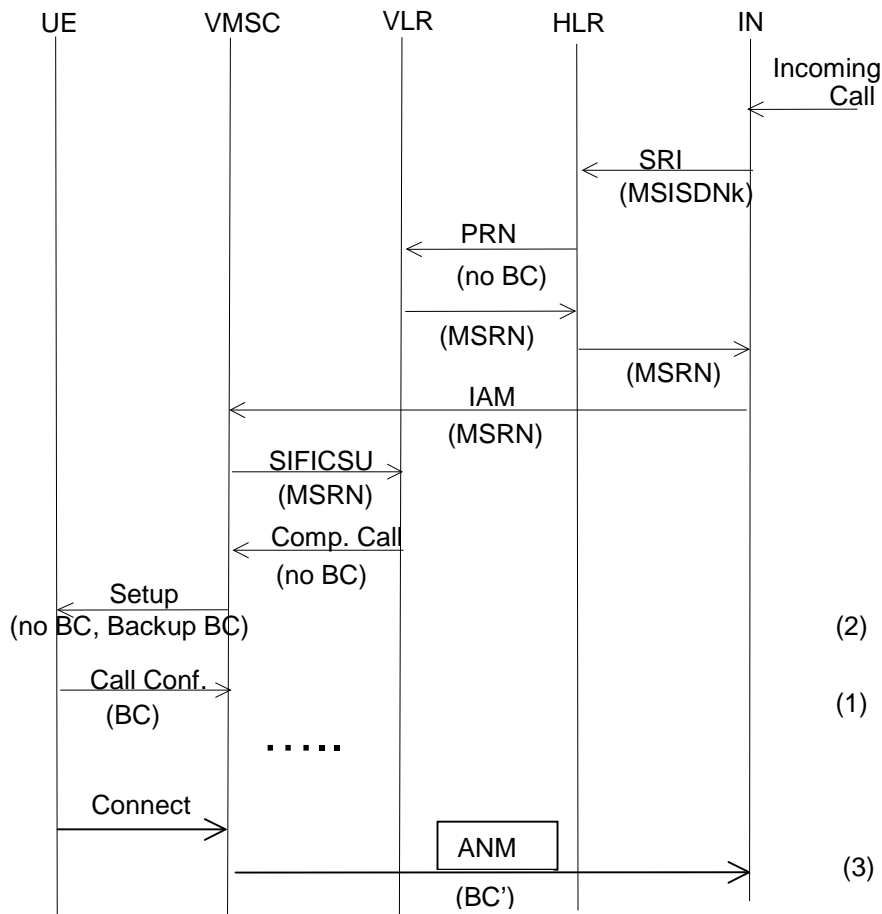 UE VMSC VLR HLR IN
Incoming
Call
SRI
(MSISDNk)
PRN
(no BC)
(MSRN)
(MSRN)
IAM
(MSRN)
SIFICSU
(MSRN)
Comp. Call
(no BC)
Setup
(no BC, Backup BC) (2)
Call Conf.
(BC) (1)
.....
Connect
ANM
(3)
(BC')